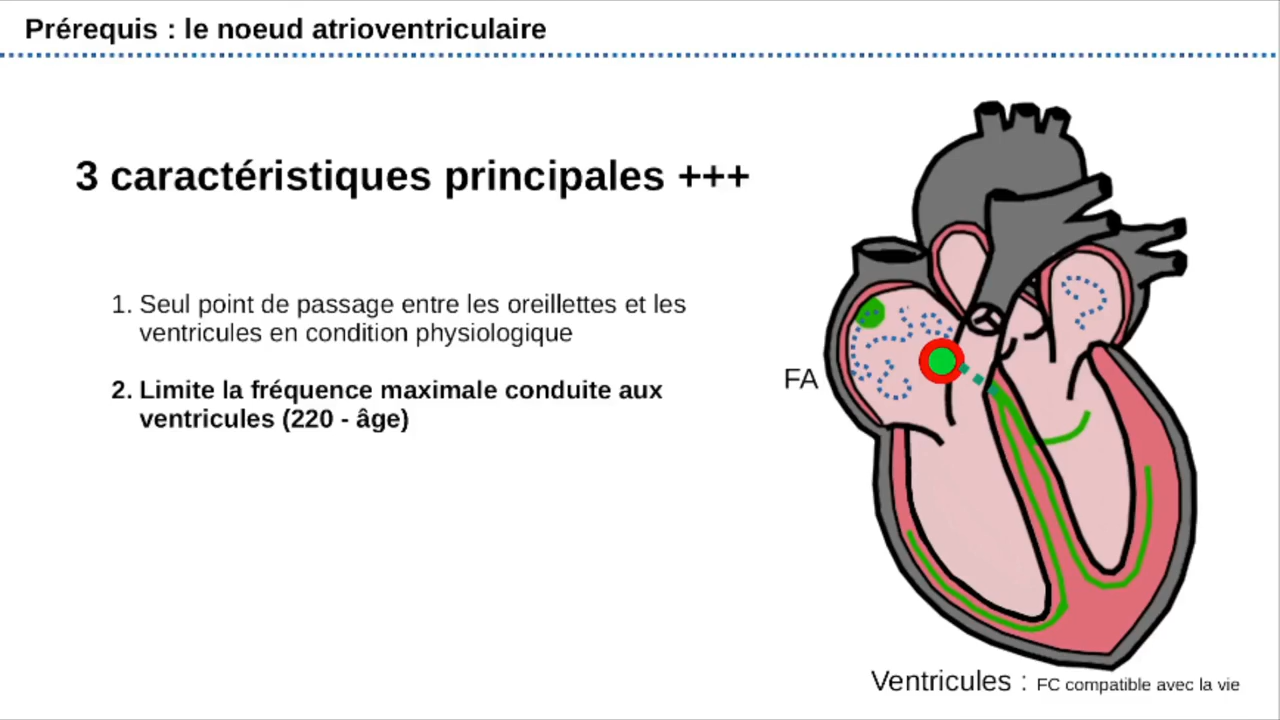 Prérequis : le noeud atrioventriculaire
3 caractéristiques principales +++
1. Seul point de passage entre les oreillettes et les
ventricules en condition physiologique
2. Limite la fréquence maximale conduite aux
ventricules (220 - âge)
FA
Ventricules : FC compatible avec la vie